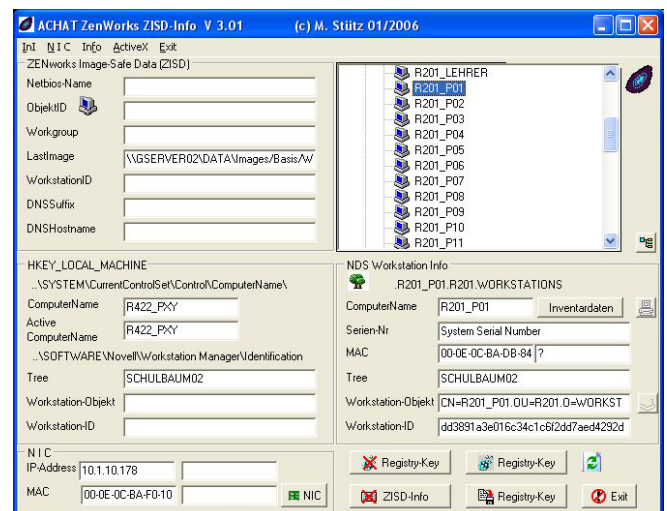 ACHAT ZenWorks ZISD-Info V 3.01 (c) M. Stütz 01/2006
InI NIC Info ActiveX Exit
ZENworks Image-Safe Data (ZISD)
Netbios-Name
ObjektID
Workgroup
LastImage \\GSERVER02\DATA\Images/Basis/W
WorkstationID
DNSSuffix
DNSHostname
R201_LEHRER
R201_P01
R201_P02
R201_P03
R201_P04
R201_P05
R201_P06
R201_P07
R201_P08
R201_P09
R201_P10
R201_P11
HKEY_LOCAL_MACHINE
..\SYSTEM\CurrentControlSet\Control\ComputerName\
ComputerName R422_PXY
Active ComputerName R422_PXY
..\SOFTWARE\Novell\Workstation Manager\Identification
Tree SCHULBAUM02
Workstation-Objekt
Workstation-ID
NDS Workstation Info
.R201_P01.R201.WORKSTATIONS
ComputerName R201_P01 Inventardaten
Serien-Nr System Serial Number
MAC 00-0E-0C-BA-DB-84 ?
Tree SCHULBAUM02
Workstation-Objekt CN=R201_P01.OU=R201.O=WORKST
Workstation-ID dd3891a3e016c34c1c6f2dd7aed4292d
NIC
IP-Address 10.1.10.178
MAC 00-0E-0C-BA-F0-10 NIC
Registry-Key Registry-Key
ZISD-Info Registry-Key Exit